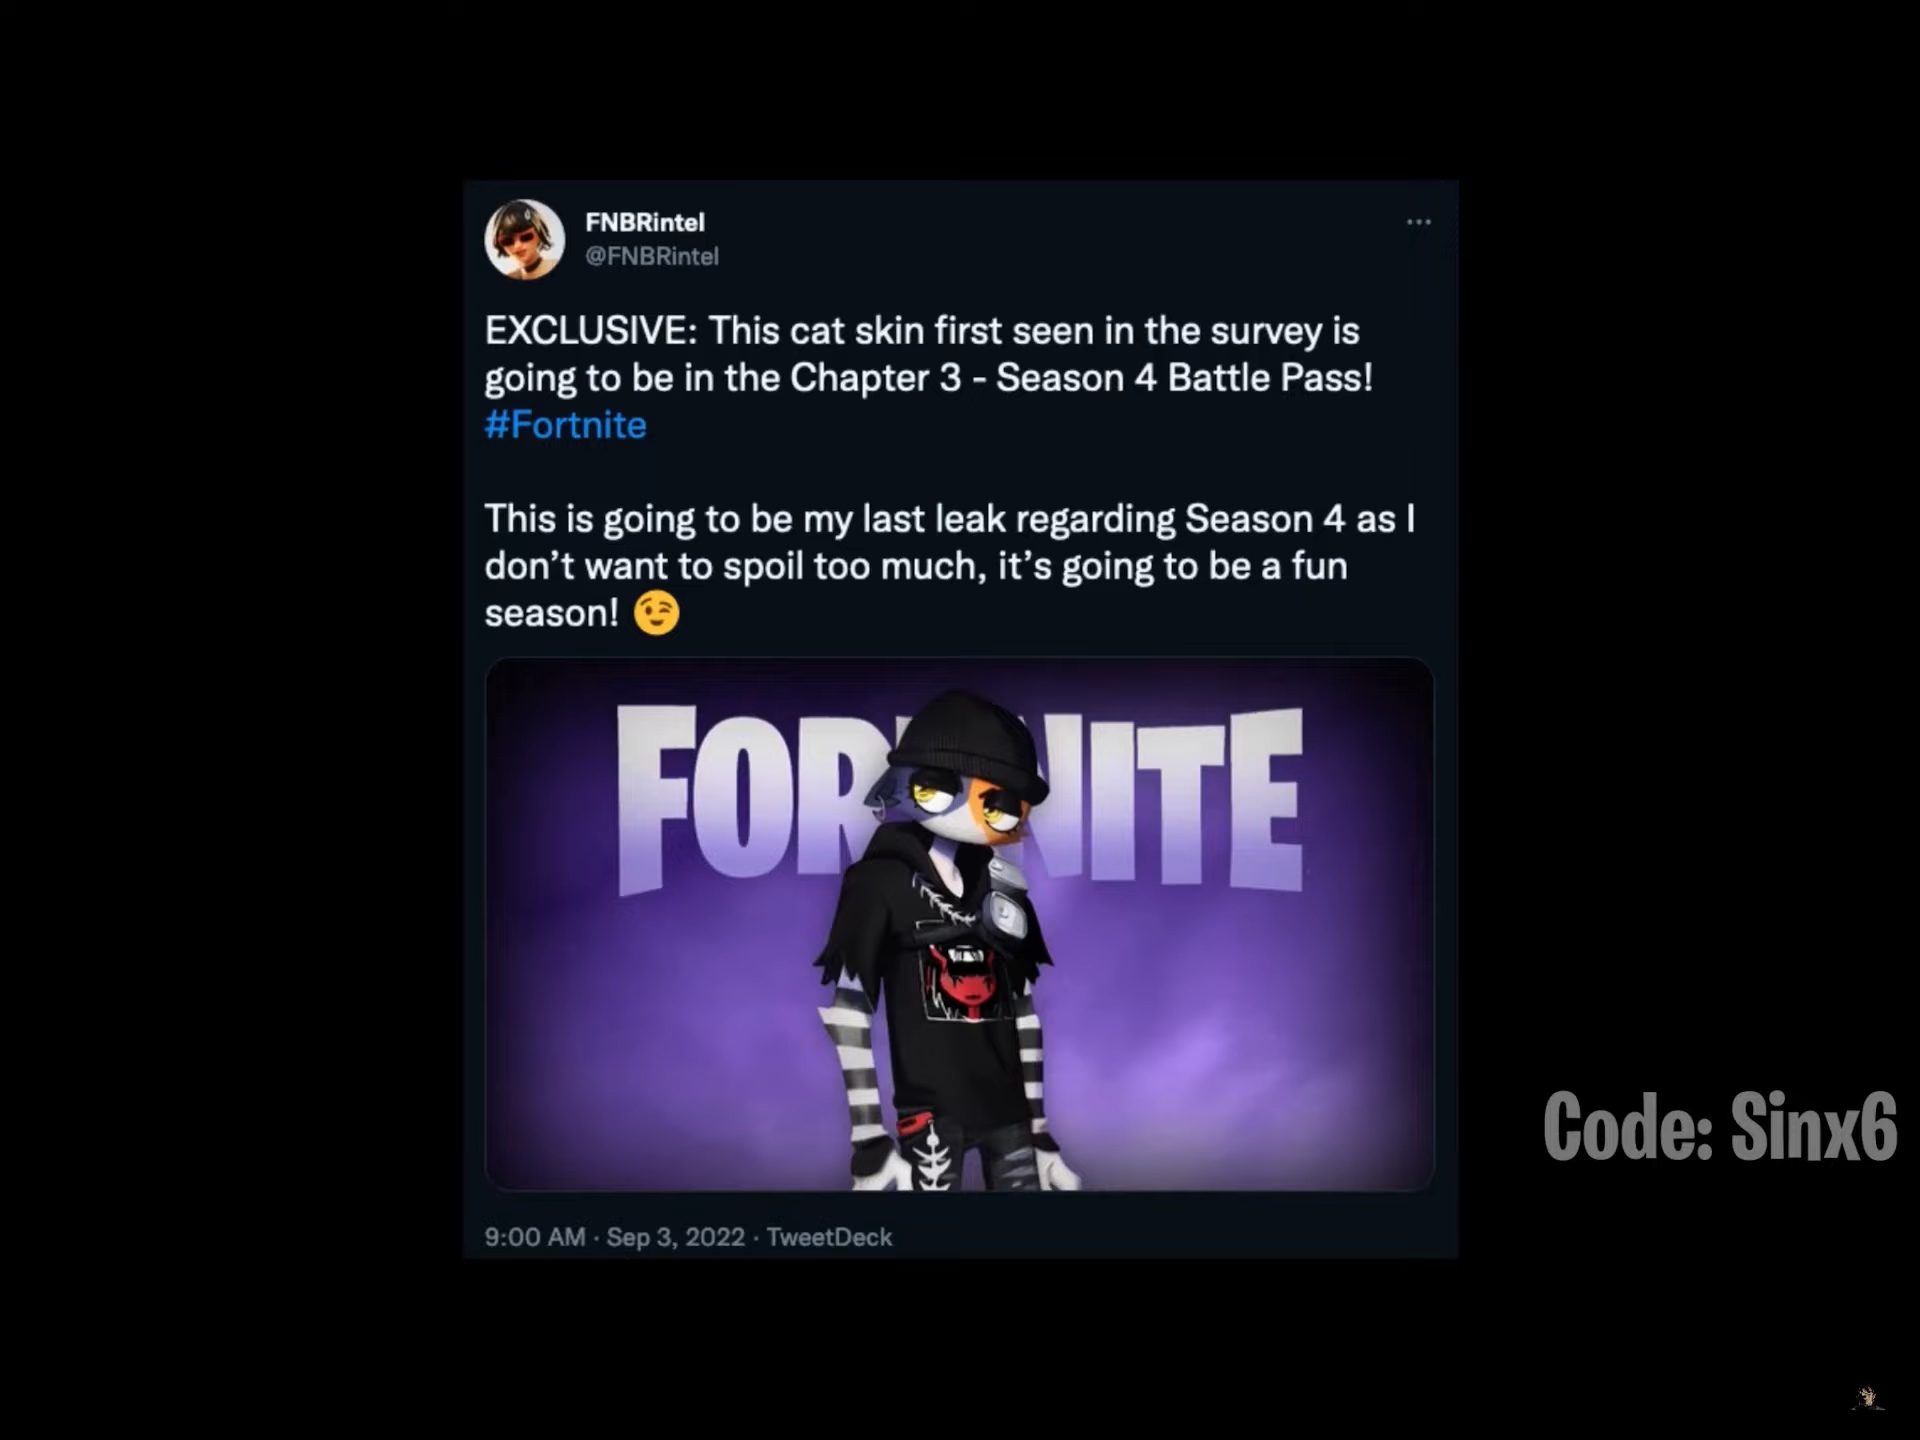 FNBRintel
@FNBRintel
EXCLUSIVE: This cat skin first seen in the survey is
going to be in the Chapter 3 - Season 4 Battle Pass!
#Fortnite
This is going to be my last leak regarding Season 4 as I
don’t want to spoil too much, it’s going to be a fun
season! 😉
FORTNITE
Code: Sinx6
9:00 AM · Sep 3, 2022 · TweetDeck